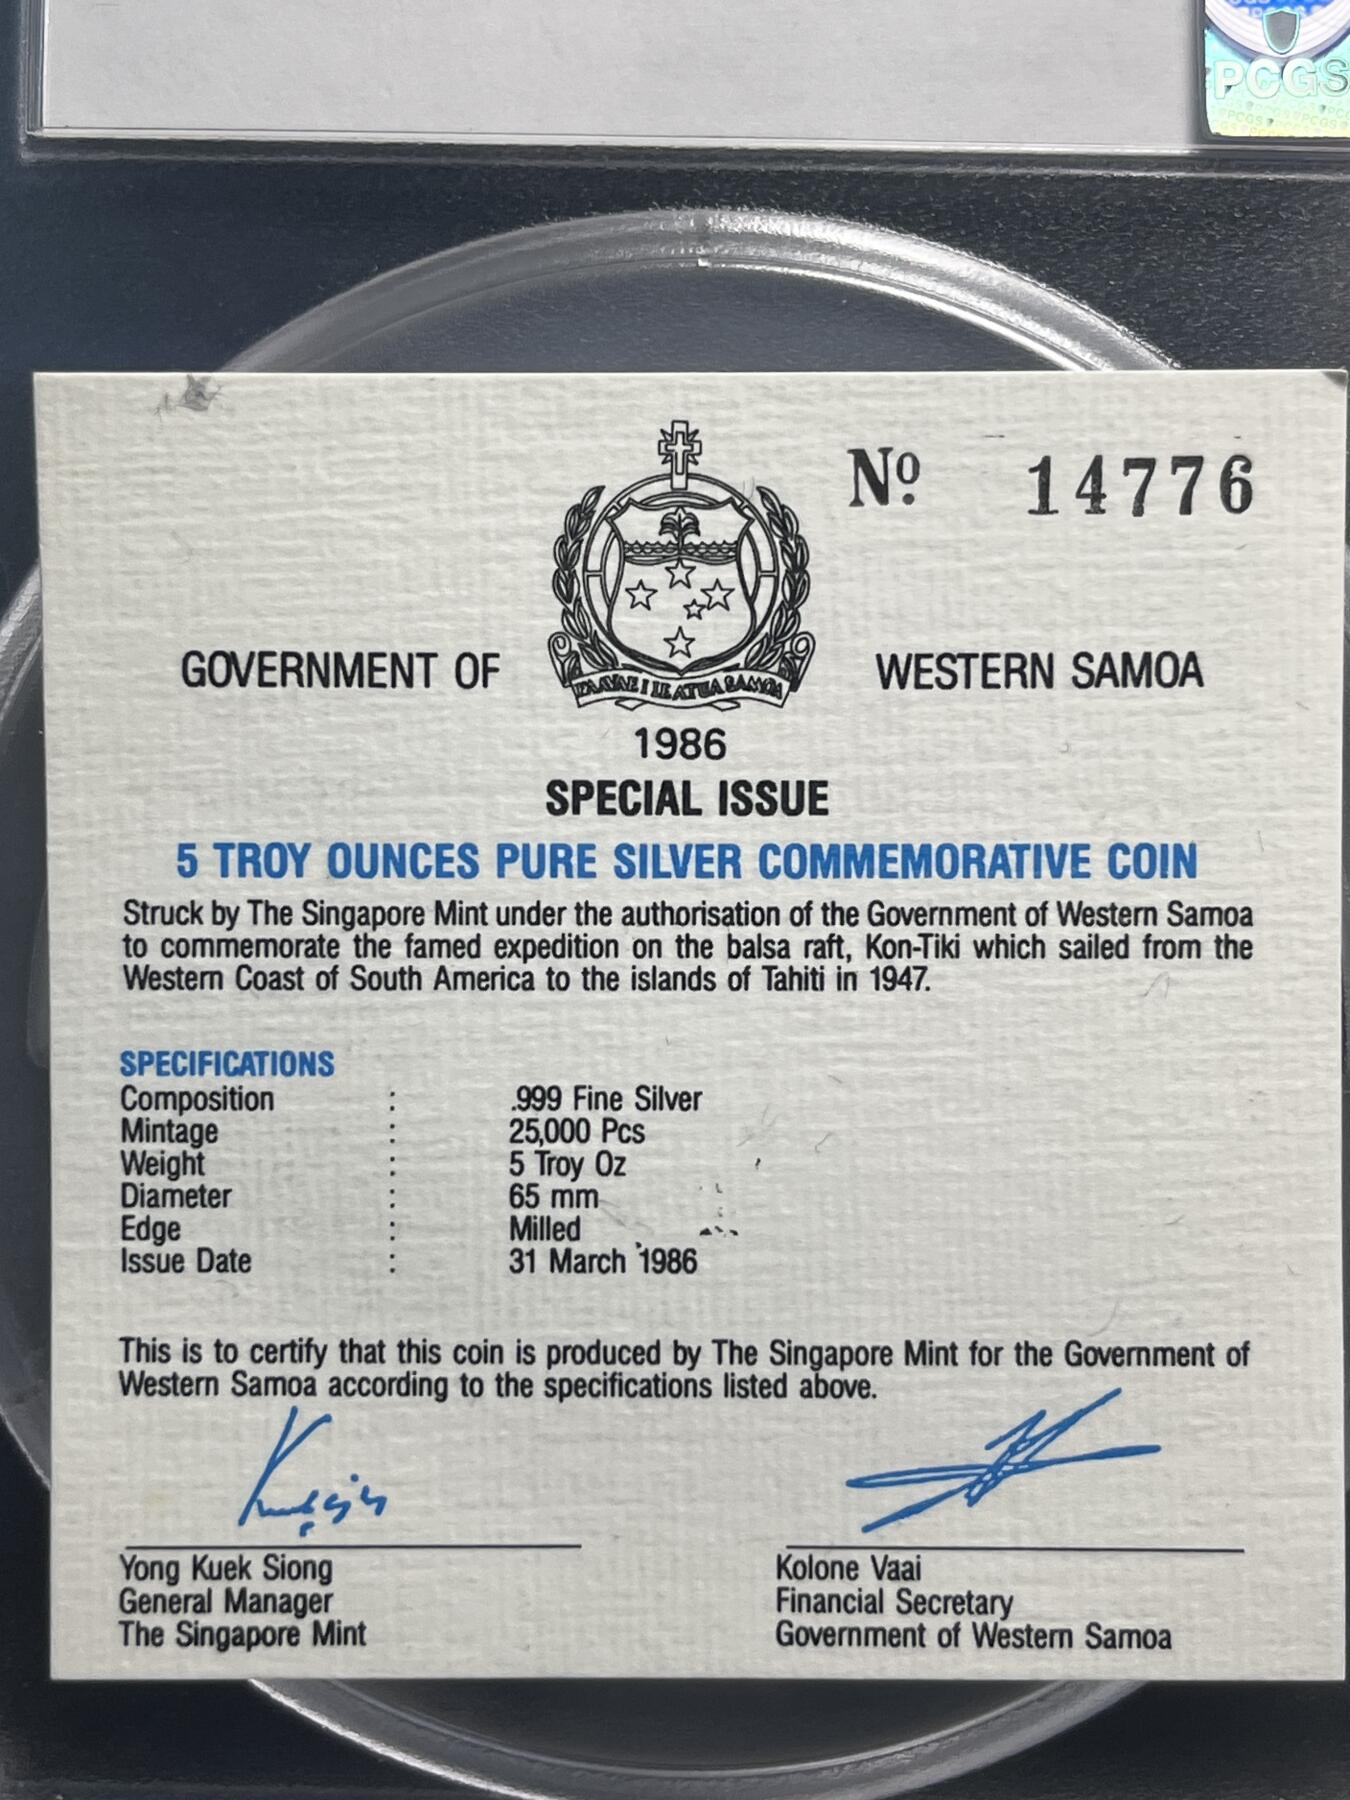 PCGS
Nº 14776
FAAVAE I LE ATUA SAMOA
GOVERNMENT OF WESTERN SAMOA
1986
SPECIAL ISSUE
5 TROY OUNCES PURE SILVER COMMEMORATIVE COIN
Struck by The Singapore Mint under the authorisation of the Government of Western Samoa
to commemorate the famed expedition on the balsa raft, Kon-Tiki which sailed from the
Western Coast of South America to the islands of Tahiti in 1947.
SPECIFICATIONS
Composition : .999 Fine Silver
Mintage : 25,000 Pcs
Weight : 5 Troy Oz
Diameter : 65 mm
Edge : Milled
Issue Date : 31 March 1986
This is to certify that this coin is produced by The Singapore Mint for the Government of
Western Samoa according to the specifications listed above.
Yong Kuek Siong Kolone Vaai
General Manager Financial Secretary
The Singapore Mint Government of Western Samoa